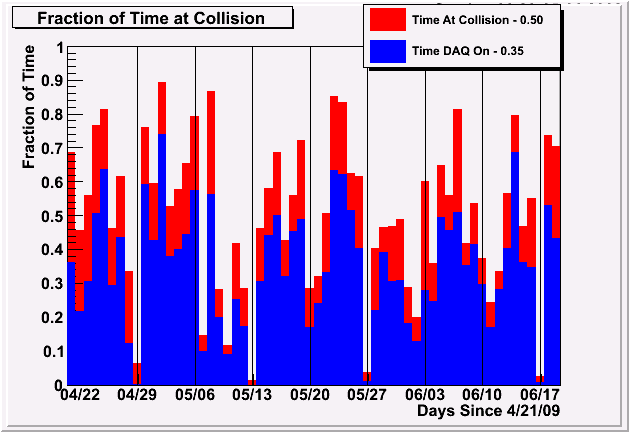 Fraction of Time at Collision
Time At Collision - 0.50
Time DAQ On - 0.35
Fraction of Time
1
0.9
0.8
0.7
0.6
0.5
0.4
0.3
0.2
0.1
0
04/22 04/29 05/06 05/13 05/20 05/27 06/03 06/10 06/17
Days Since 4/21/09